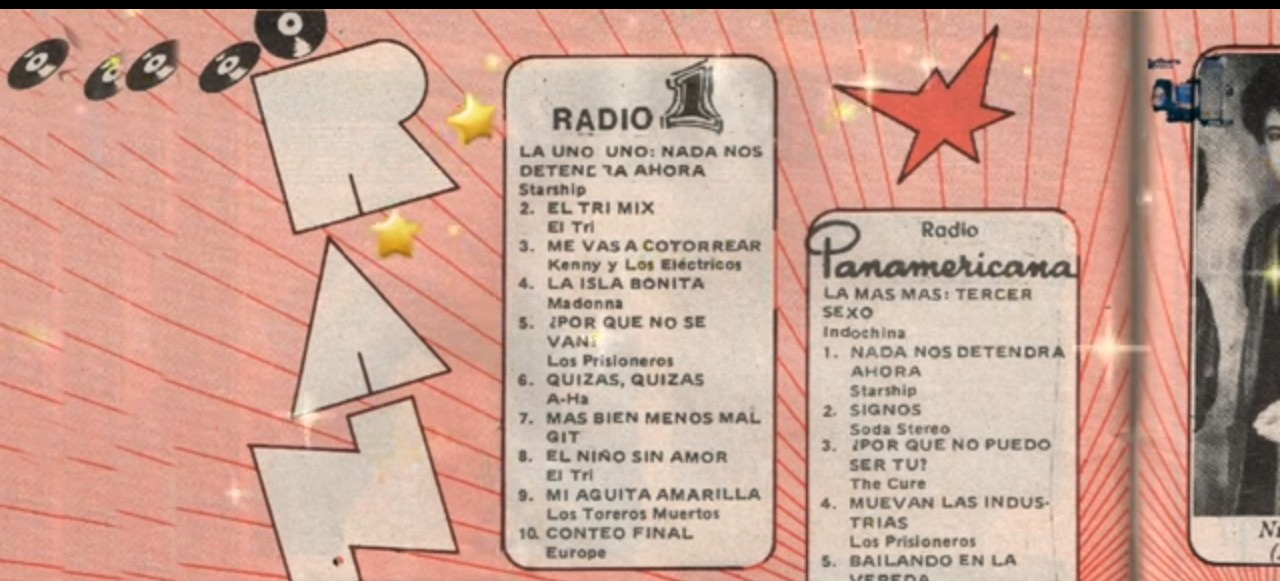 R
A
N
RADIO 1
LA UNO UNO: NADA NOS
DETENDRA AHORA
Starship
2. EL TRI MIX
El Tri
3. ME VAS A COTORREAR
Kenny y Los Eléctricos
4. LA ISLA BONITA
Madonna
5. ¿POR QUE NO SE
VAN?
Los Prisioneros
6. QUIZAS, QUIZAS
A-Ha
7. MAS BIEN MENOS MAL
GIT
8. EL NIÑO SIN AMOR
El Tri
9. MI AGUITA AMARILLA
Los Toreros Muertos
10. CONTEO FINAL
Europe
Radio
Panamericana
LA MAS MAS: TERCER
SEXO
Indochina
1. NADA NOS DETENDRA
AHORA
Starship
2. SIGNOS
Soda Stereo
3. ¿POR QUE NO PUEDO
SER TU?
The Cure
4. MUEVAN LAS INDUS-
TRIAS
Los Prisioneros
5. BAILANDO EN LA
VEREDA